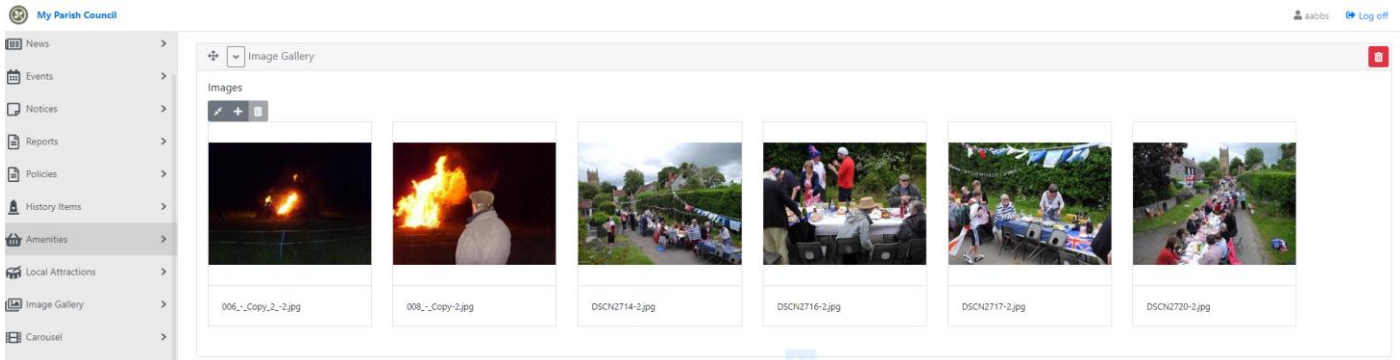 My Parish Council
aabbs
Log off
News
Events
Notices
Reports
Policies
History Items
Amenities
Local Attractions
Image Gallery
Carousel
Image Gallery
Images
006_-_Copy_2_-2.jpg
008_-_Copy-2.jpg
DSCN2714-2.jpg
DSCN2716-2.jpg
DSCN2717-2.jpg
DSCN2720-2.jpg